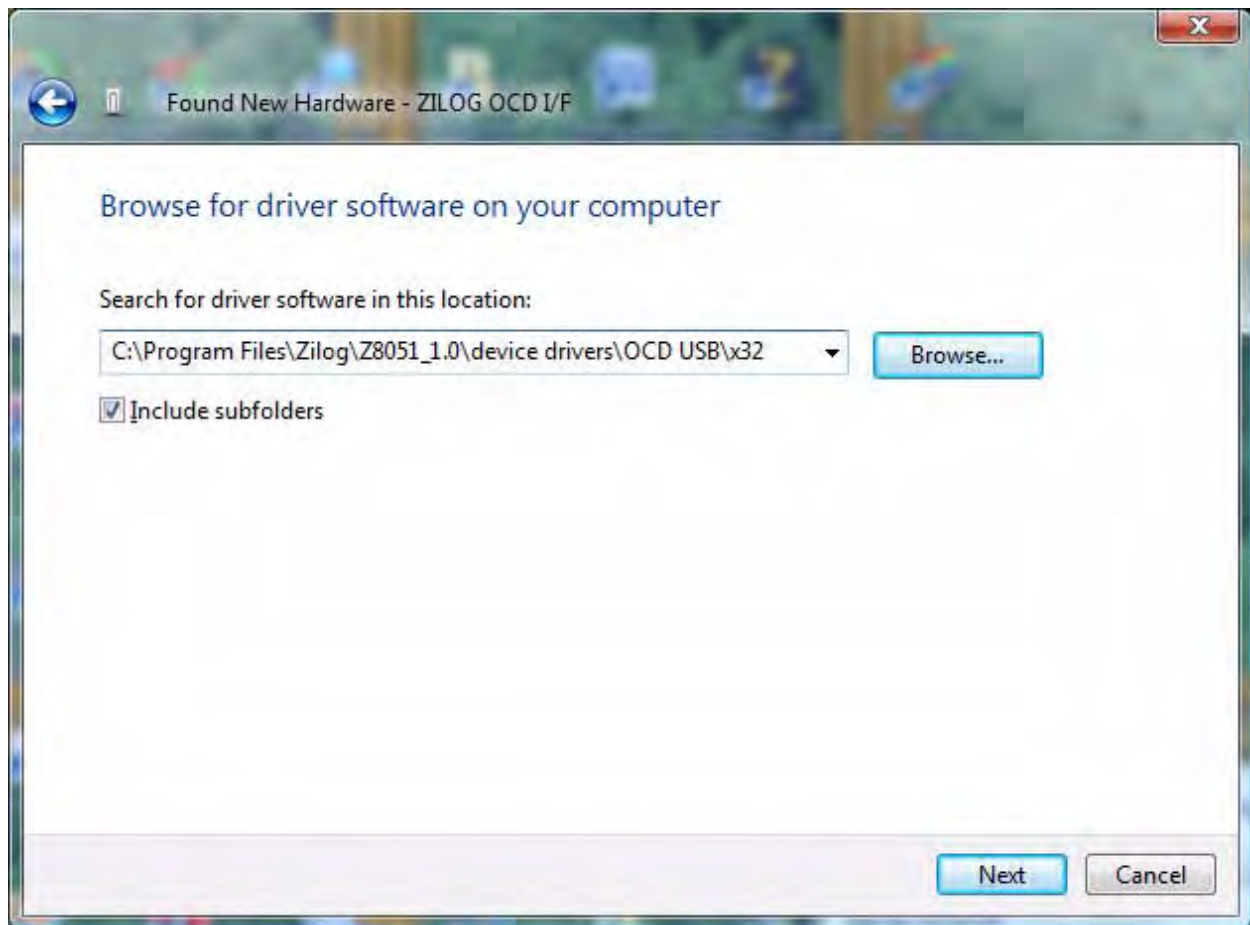 Found New Hardware - ZILOG OCD I/F
Browse for driver software on your computer
Search for driver software in this location:
C:\Program Files\Zilog\Z8051_1.0\device drivers\OCD USB\x32
Browse...
Include subfolders
Next
Cancel